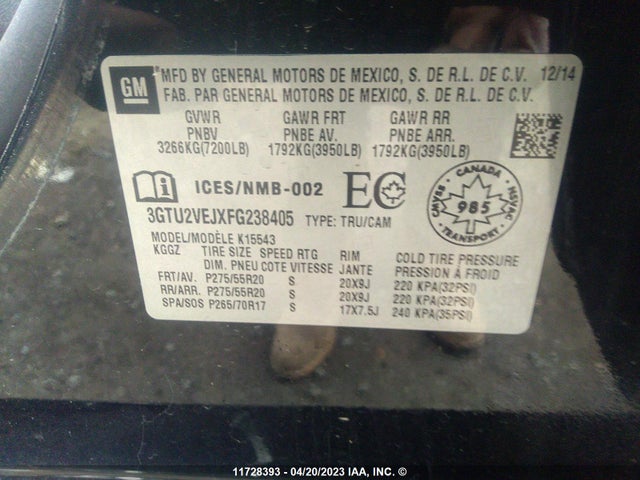 GM ® MFD BY GENERAL MOTORS DE MEXICO, S. DE R.L. DE C.V. 12/14
FAB. PAR GENERAL MOTORS DE MEXICO, S. DE R.L. DE C.V.
GVWR GAWR FRT GAWR RR
PNBV PNBE AV. PNBE ARR.
3266KG(7200LB) 1792KG(3950LB) 1792KG(3950LB)
i ICES/NMB-002 EC
CANADA
CMVSS NSVAC
985
TRANSPORT
3GTU2VEJXFG238405 TYPE: TRU/CAM
MODEL/MODÈLE K15543
KGGZ TIRE SIZE SPEED RTG RIM COLD TIRE PRESSURE
DIM. PNEU COTE VITESSE JANTE PRESSION À FROID
FRT/AV. P275/55R20 S 20X9J 220 KPA(32PSI)
RR/ARR. P275/55R20 S 20X9J 220 KPA(32PSI)
SPA/SOS P265/70R17 S 17X7.5J 240 KPA(35PSI)
11728393 - 04/20/2023 IAA, INC. ©